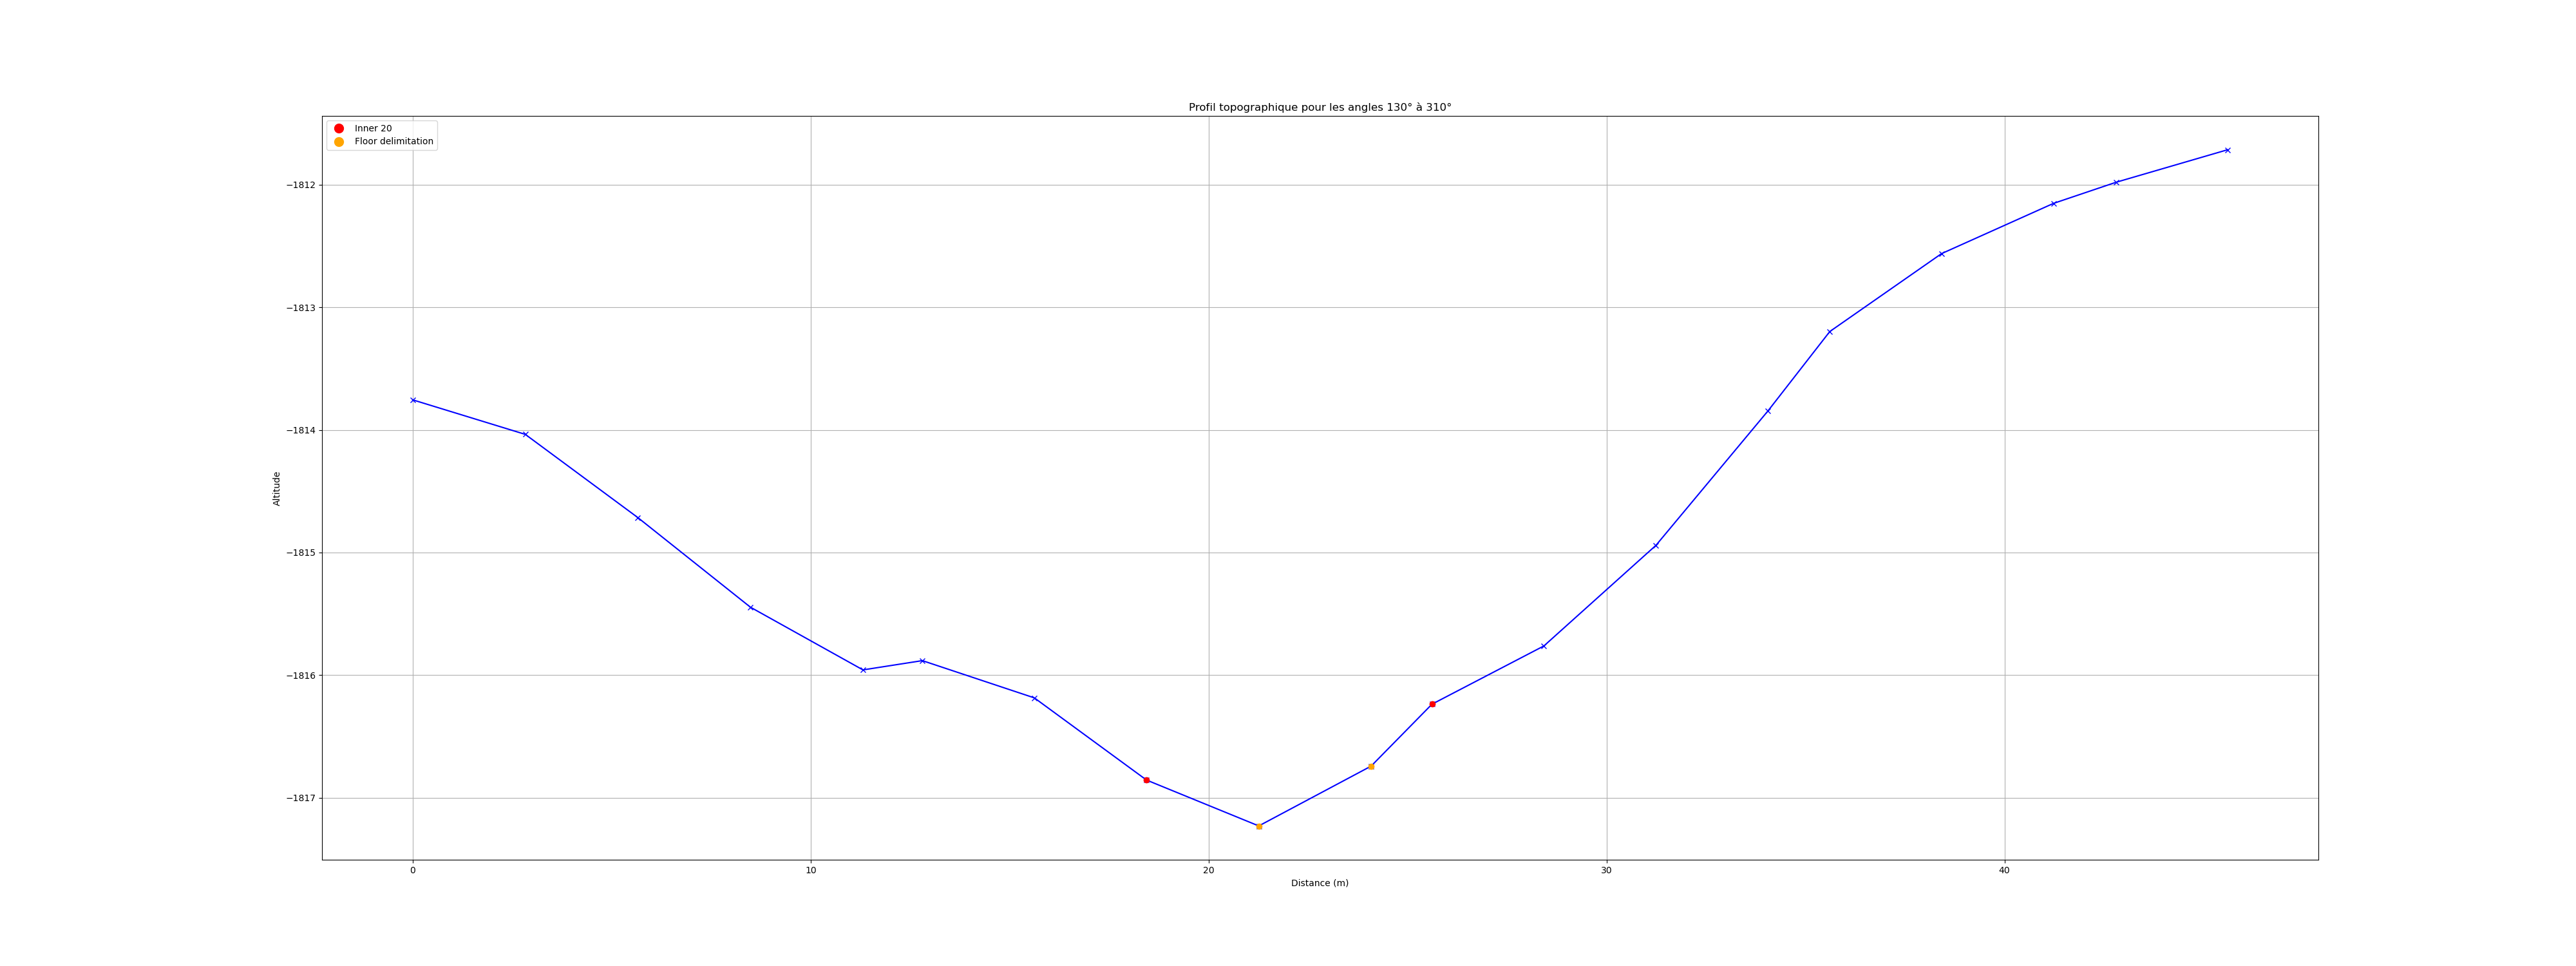 Profil topographique pour les angles 130° à 310°
Inner 20
Floor delimitation
Altitude
−1812
−1813
−1814
−1815
−1816
−1817
0 10 20 30 40
Distance (m)